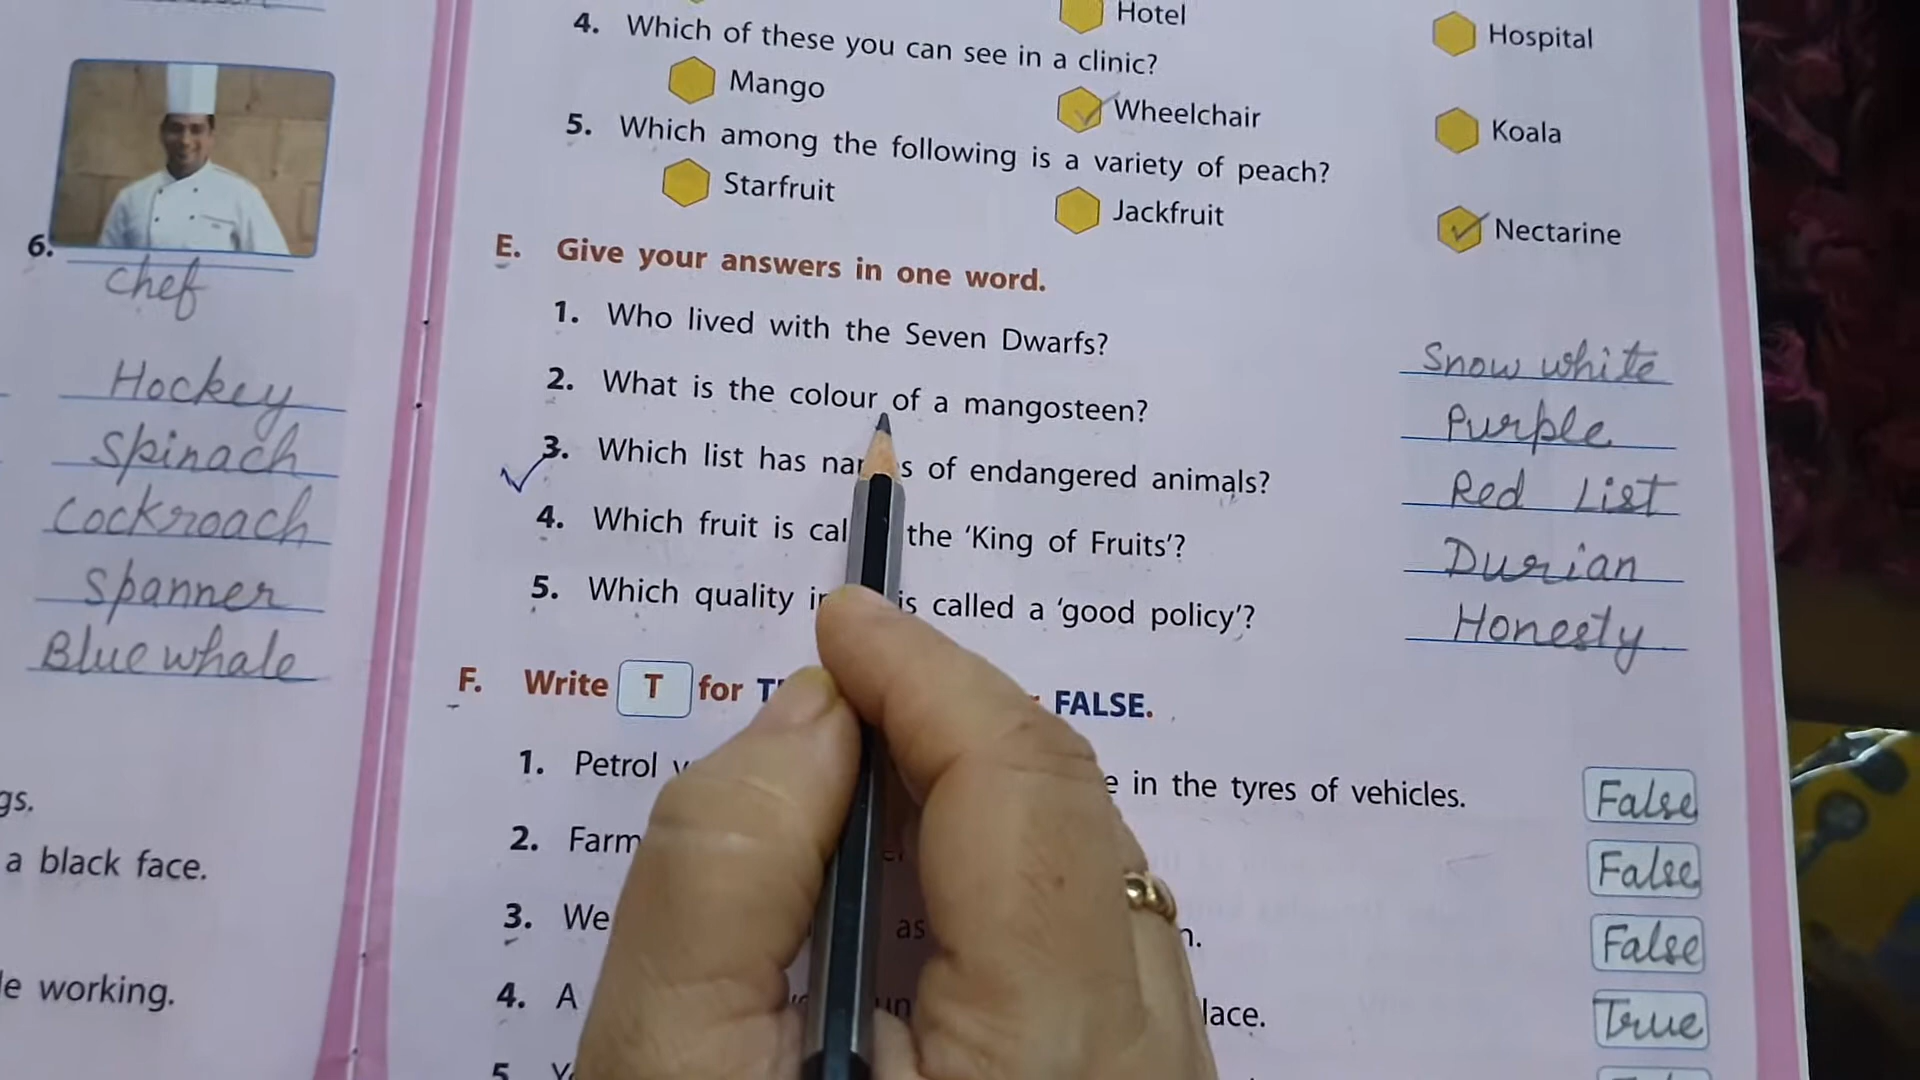 6.
chef
Hockey
Spinach
Cockroach
Spanner
Blue whale
gs.
a black face.
le working.
Hotel
Hospital
4. Which of these you can see in a clinic?
Mango
Wheelchair
Koala
5. Which among the following is a variety of peach?
Starfruit
Jackfruit
Nectarine
E. Give your answers in one word.
1. Who lived with the Seven Dwarfs? Snow white
2. What is the colour of a mangosteen? Purple
3. Which list has of endangered animals? Red List
4. Which fruit is the ‘King of Fruits’? Durian
5. Which quality is called a ‘good policy’? Honesty
F. Write T for FALSE.
1. Petrol in the tyres of vehicles. False
2. Farm False
3. We as False
4. A lace. True
5